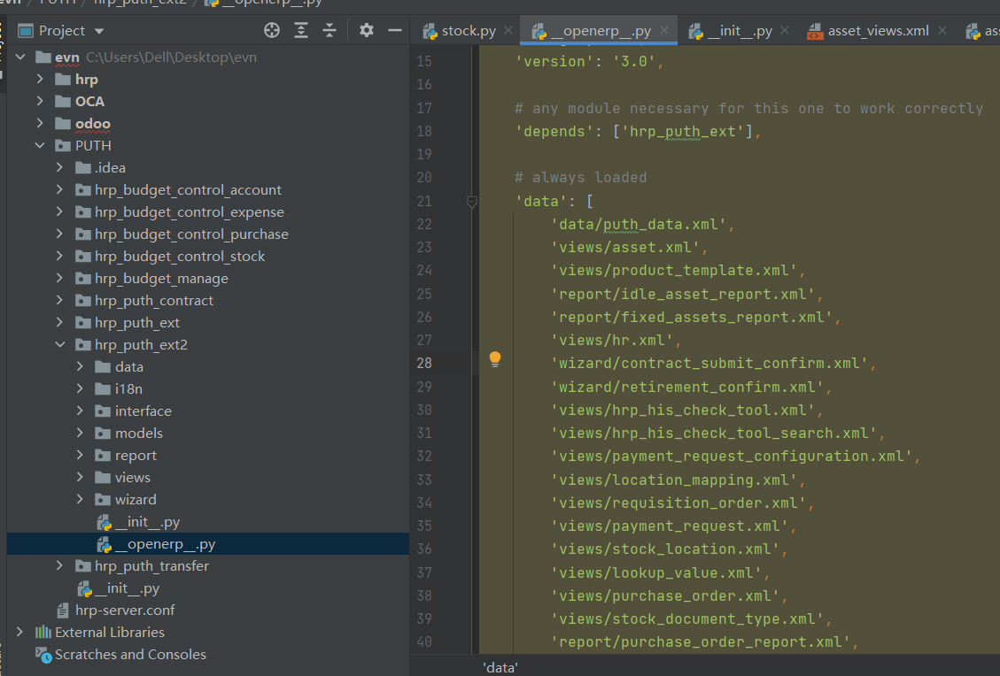 evn / PUTH / hrp_puth_ext2 / __openerp__.py
Project
stock.py
__openerp__.py
__init__.py
asset_views.xml
ass
evn C:\Users\Dell\Desktop\evn
hrp
OCA
odoo
PUTH
.idea
hrp_budget_control_account
hrp_budget_control_expense
hrp_budget_control_purchase
hrp_budget_control_stock
hrp_budget_manage
hrp_puth_contract
hrp_puth_ext
hrp_puth_ext2
data
i18n
interface
models
report
views
wizard
__init__.py
__openerp__.py
hrp_puth_transfer
__init__.py
hrp-server.conf
External Libraries
Scratches and Consoles
15 'version': '3.0',
16
17 # any module necessary for this one to work correctly
18 'depends': ['hrp_puth_ext'],
19
20 # always loaded
21 'data': [
22 'data/puth_data.xml',
23 'views/asset.xml',
24 'views/product_template.xml',
25 'report/idle_asset_report.xml',
26 'report/fixed_assets_report.xml',
27 'views/hr.xml',
28 'wizard/contract_submit_confirm.xml',
29 'wizard/retirement_confirm.xml',
30 'views/hrp_his_check_tool.xml',
31 'views/hrp_his_check_tool_search.xml',
32 'views/payment_request_configuration.xml',
33 'views/location_mapping.xml',
34 'views/requisition_order.xml',
35 'views/payment_request.xml',
36 'views/stock_location.xml',
37 'views/lookup_value.xml',
38 'views/purchase_order.xml',
39 'views/stock_document_type.xml',
40 'report/purchase_order_report.xml',
'data'